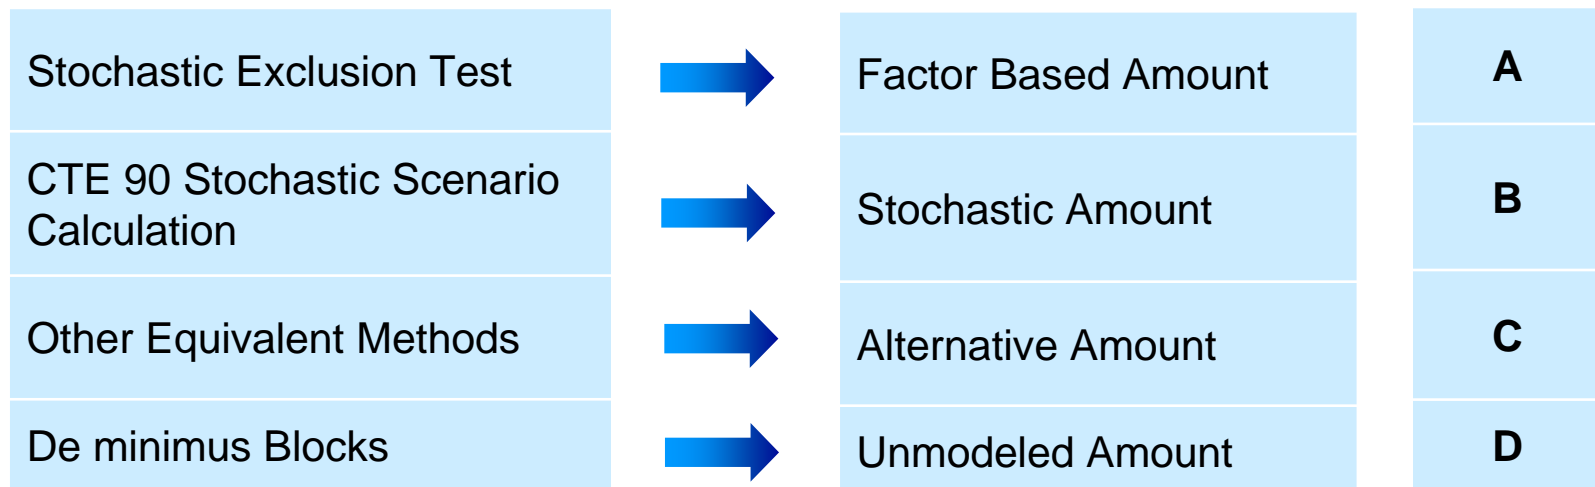 Stochastic Exclusion Test
Factor Based Amount
A
CTE 90 Stochastic Scenario
Calculation
Stochastic Amount
B
Other Equivalent Methods
Alternative Amount
C
De minimus Blocks
Unmodeled Amount
D